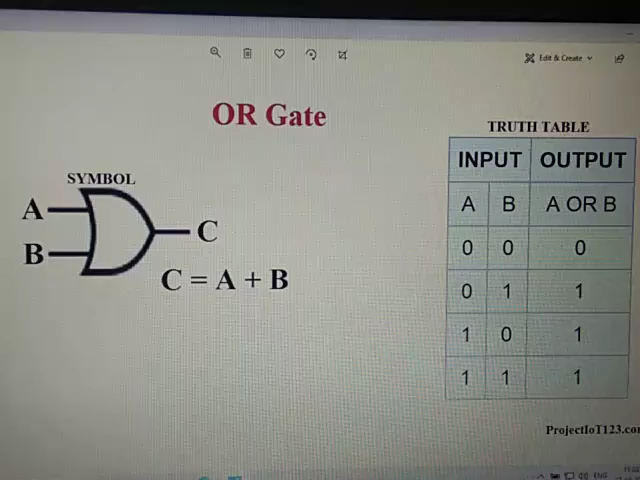 Edit & Create
OR Gate
SYMBOL
A
B
C
C = A + B
TRUTH TABLE
INPUT OUTPUT
A B A OR B
0 0 0
0 1 1
1 0 1
1 1 1
ProjectIoT123.com
ENG